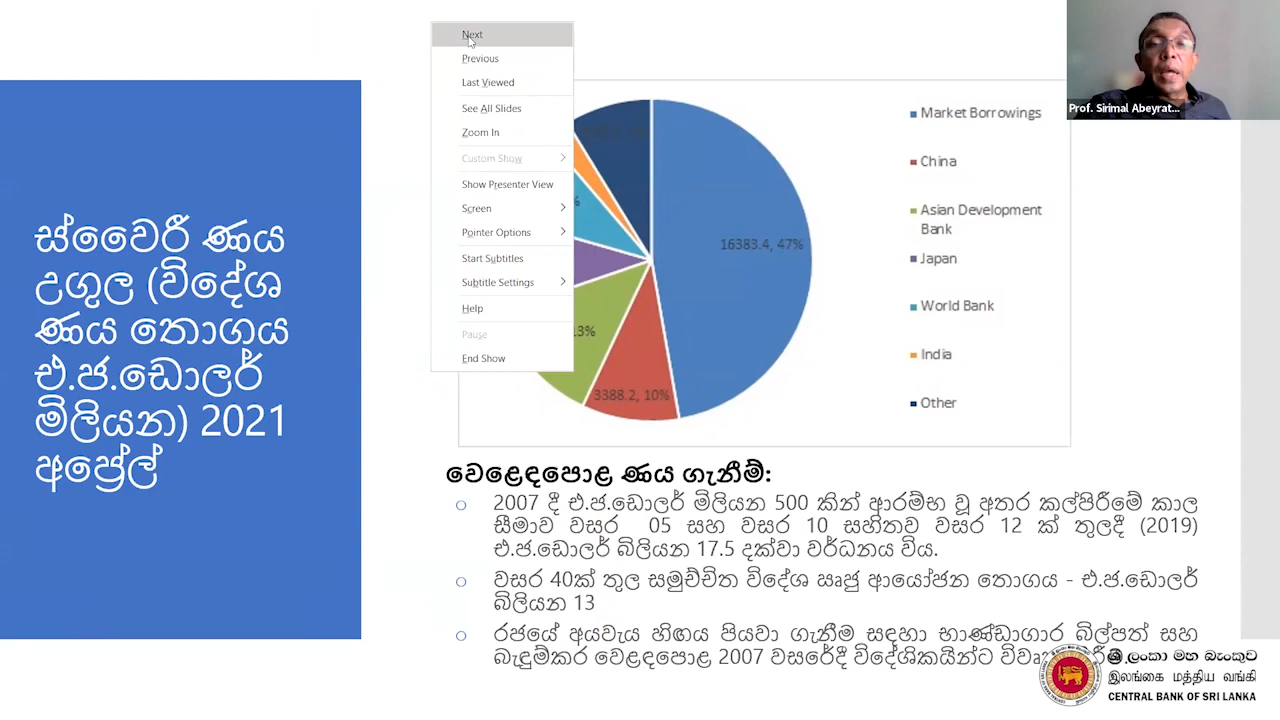 Next
Previous
Last Viewed
See All Slides
Zoom In
Custom Show
Show Presenter View
Screen
Pointer Options
Start Subtitles
Subtitle Settings
Help
Pause
End Show
Prof. Sirimal Abeyrat...
ස්වෛරී ණය
උගුල (විදේශ
ණය තොගය
එ.ජ.ඩොලර්
මිලියන) 2021
අප්‍රේල්
16383.4, 47%
3388.2, 10%
13%
%
Market Borrowings
China
Asian Development
Bank
Japan
World Bank
India
Other
වෙළෙඳපොළ ණය ගැනීම්:
2007 දී එ.ජ.ඩොලර් මිලියන 500 කින් ආරම්භ වූ අතර කල්පිරීමේ කාල
සීමාව වසර 05 සහ වසර 10 සහිතව වසර 12 ක් තුලදී (2019)
එ.ජ.ඩොලර් බිලියන 17.5 දක්වා වර්ධනය විය.
වසර 40ක් තුල සමුච්චිත විදේශ ඍජු ආයෝජන තොගය - එ.ජ.ඩොලර්
බිලියන 13
රජයේ අයවැය හිඟය පියවා ගැනීම සඳහා භාණ්ඩාගාර බිල්පත් සහ
බැඳුම්කර වෙළඳපොළ 2007 වසරේදී විදේශිකයින්ට
ශ්‍රී ලංකා මහ බැංකුව
இலங்கை மத்திய வங்கி
CENTRAL BANK OF SRI LANKA